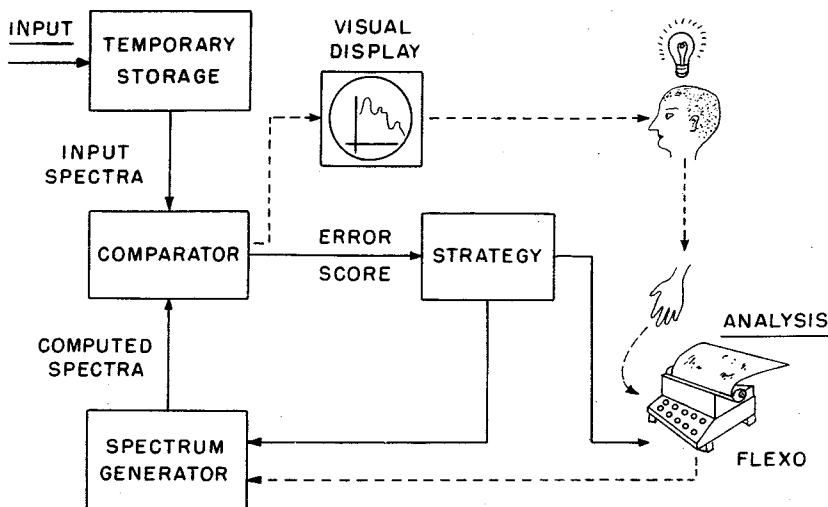 INPUT
TEMPORARY
STORAGE
VISUAL
DISPLAY
INPUT
SPECTRA
COMPARATOR
ERROR
SCORE
STRATEGY
COMPUTED
SPECTRA
ANALYSIS
SPECTRUM
GENERATOR
FLEXO